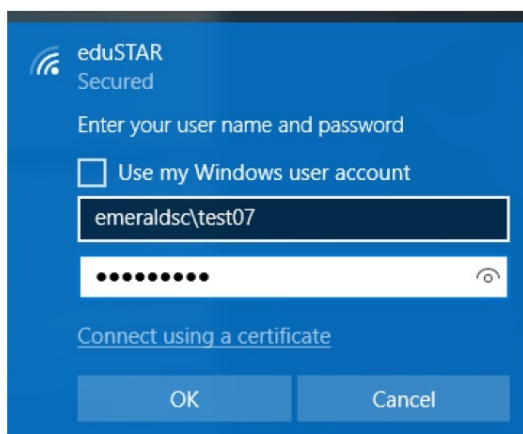 eduSTAR
Secured
Enter your user name and password
Use my Windows user account
emeraldsc\test07
•••••••••
Connect using a certificate
OK
Cancel